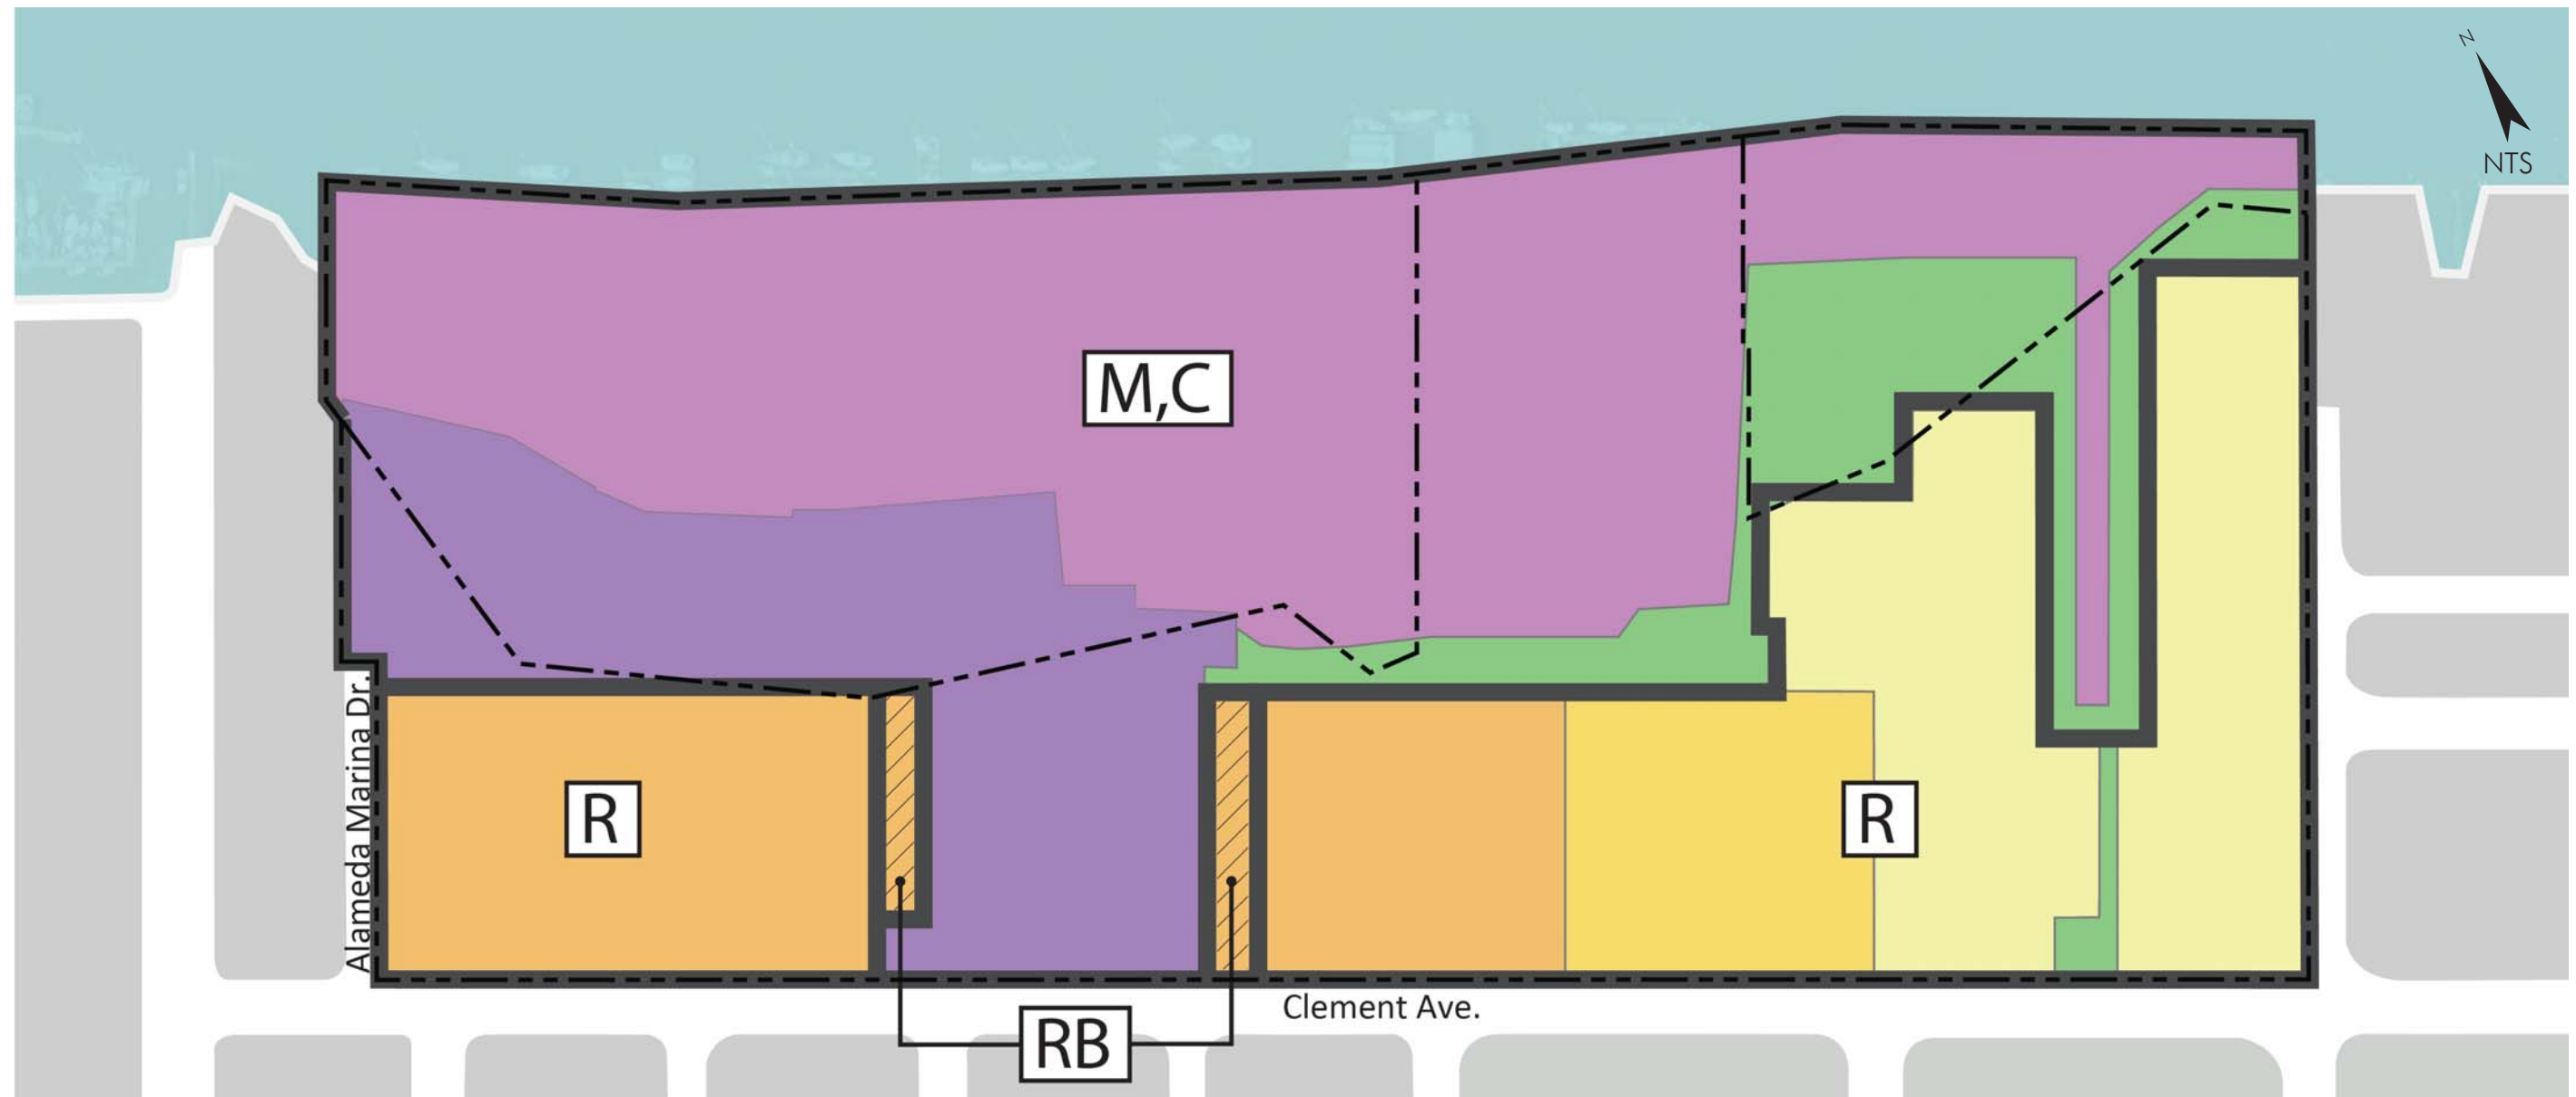 N
NTS
M,C
Alameda Marina Dr.
R
R
Clement Ave.
RB